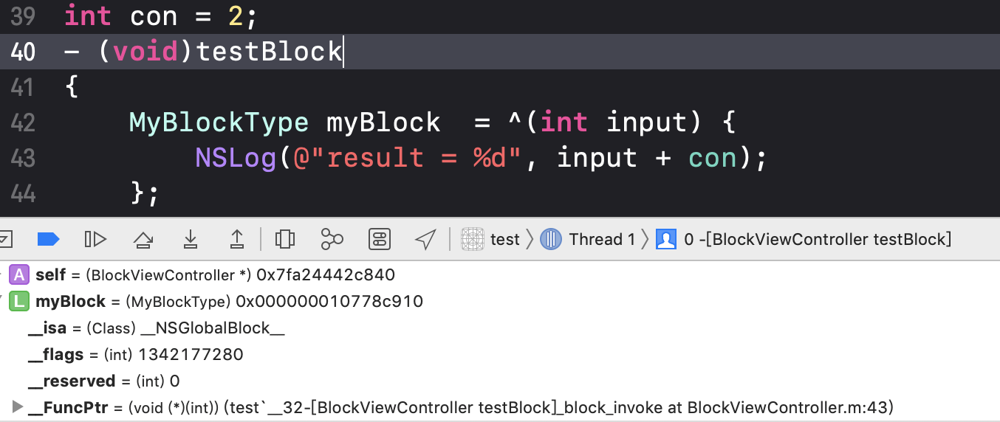 39 int con = 2;
40 - (void)testBlock
41 {
42 MyBlockType myBlock  = ^(int input) {
43 NSLog(@"result = %d", input + con);
44 };
test Thread 1 0 -[BlockViewController testBlock]
A self = (BlockViewController *) 0x7fa24442c840
L myBlock = (MyBlockType) 0x000000010778c910
__isa = (Class) __NSGlobalBlock__
__flags = (int) 1342177280
__reserved = (int) 0
__FuncPtr = (void (*)(int)) (test`__32-[BlockViewController testBlock]_block_invoke at BlockViewController.m:43)